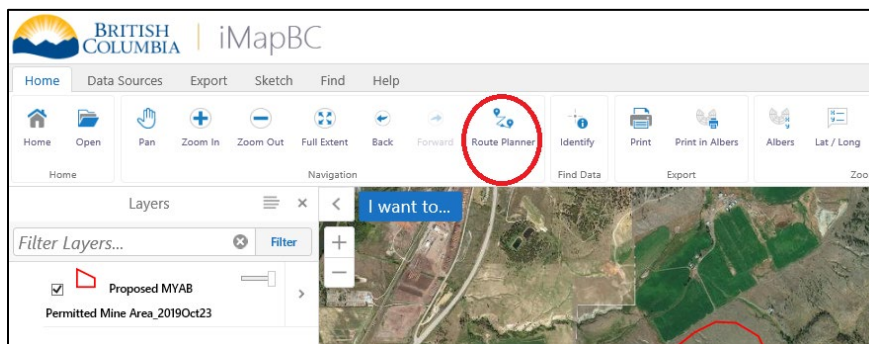 BRITISH
COLUMBIA
iMapBC
Home Data Sources Export Sketch Find Help
Home Open Pan Zoom In Zoom Out Full Extent Back Forward Route Planner Identify Print Print in Albers Albers Lat / Long
Home Navigation Find Data Export Zoo
Layers
I want to...
Filter Layers... Filter
Proposed MYAB
Permitted Mine Area_2019Oct23